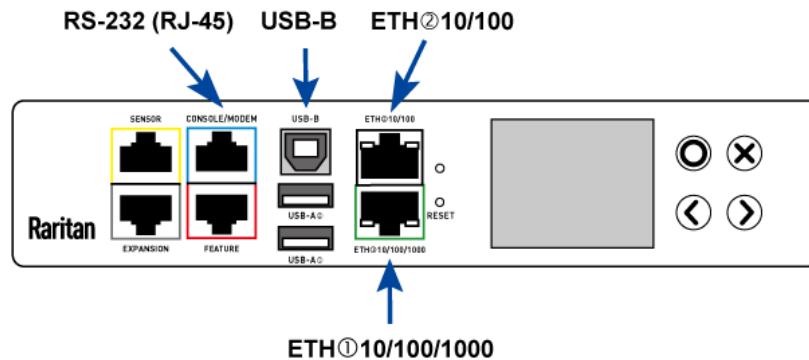 RS-232 (RJ-45) USB-B ETH②10/100
SENSOR CONSOLE/MODEM USB-B ETH②10/100
Raritan
USB-A②
RESET
EXPANSION FEATURE USB-A① ETH①10/100/1000
ETH①10/100/1000